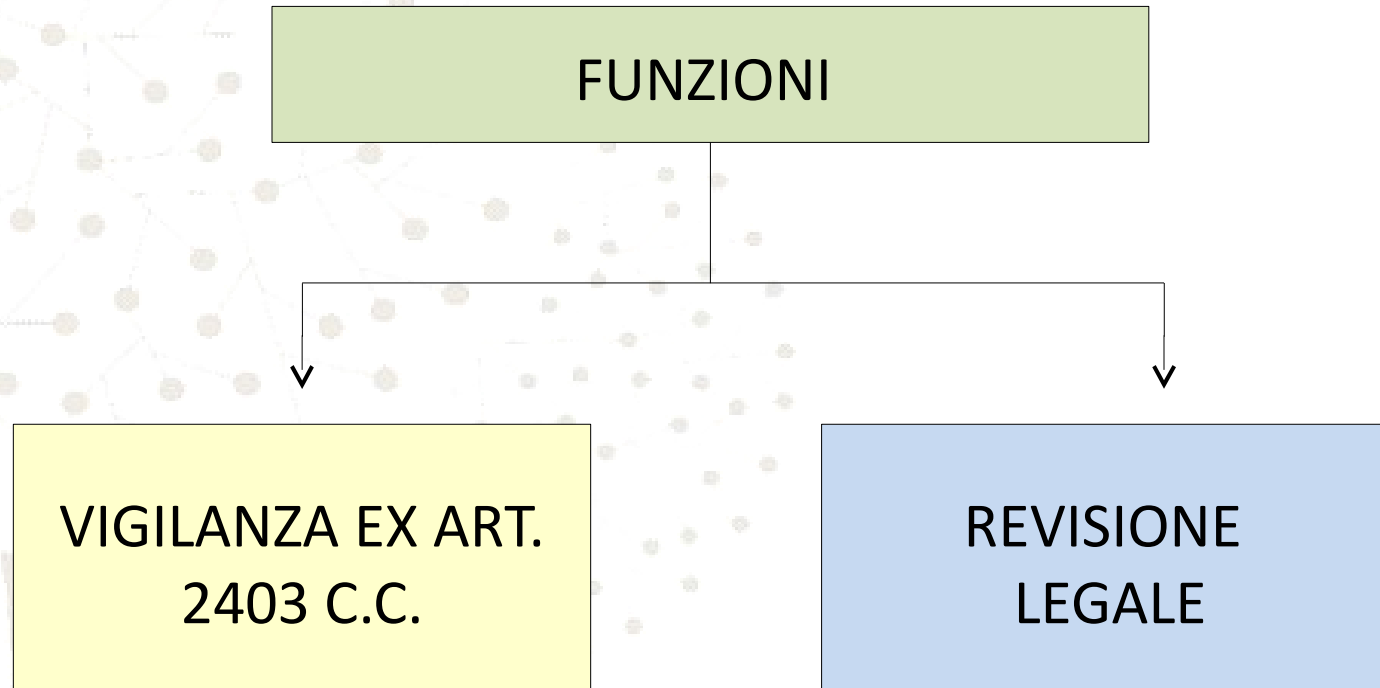 FUNZIONI
VIGILANZA EX ART.
2403 C.C.
REVISIONE
LEGALE